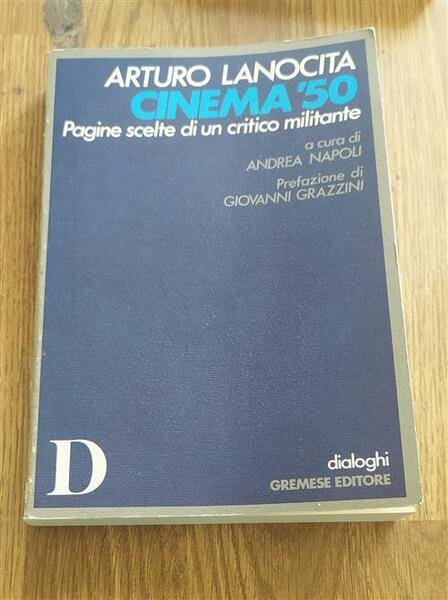 ARTURO LANOCITA
CINEMA '50
Pagine scelte di un critico militante
a cura di
ANDREA NAPOLI
Prefazione di
GIOVANNI GRAZZINI
D
dialoghi
GREMESE EDITORE